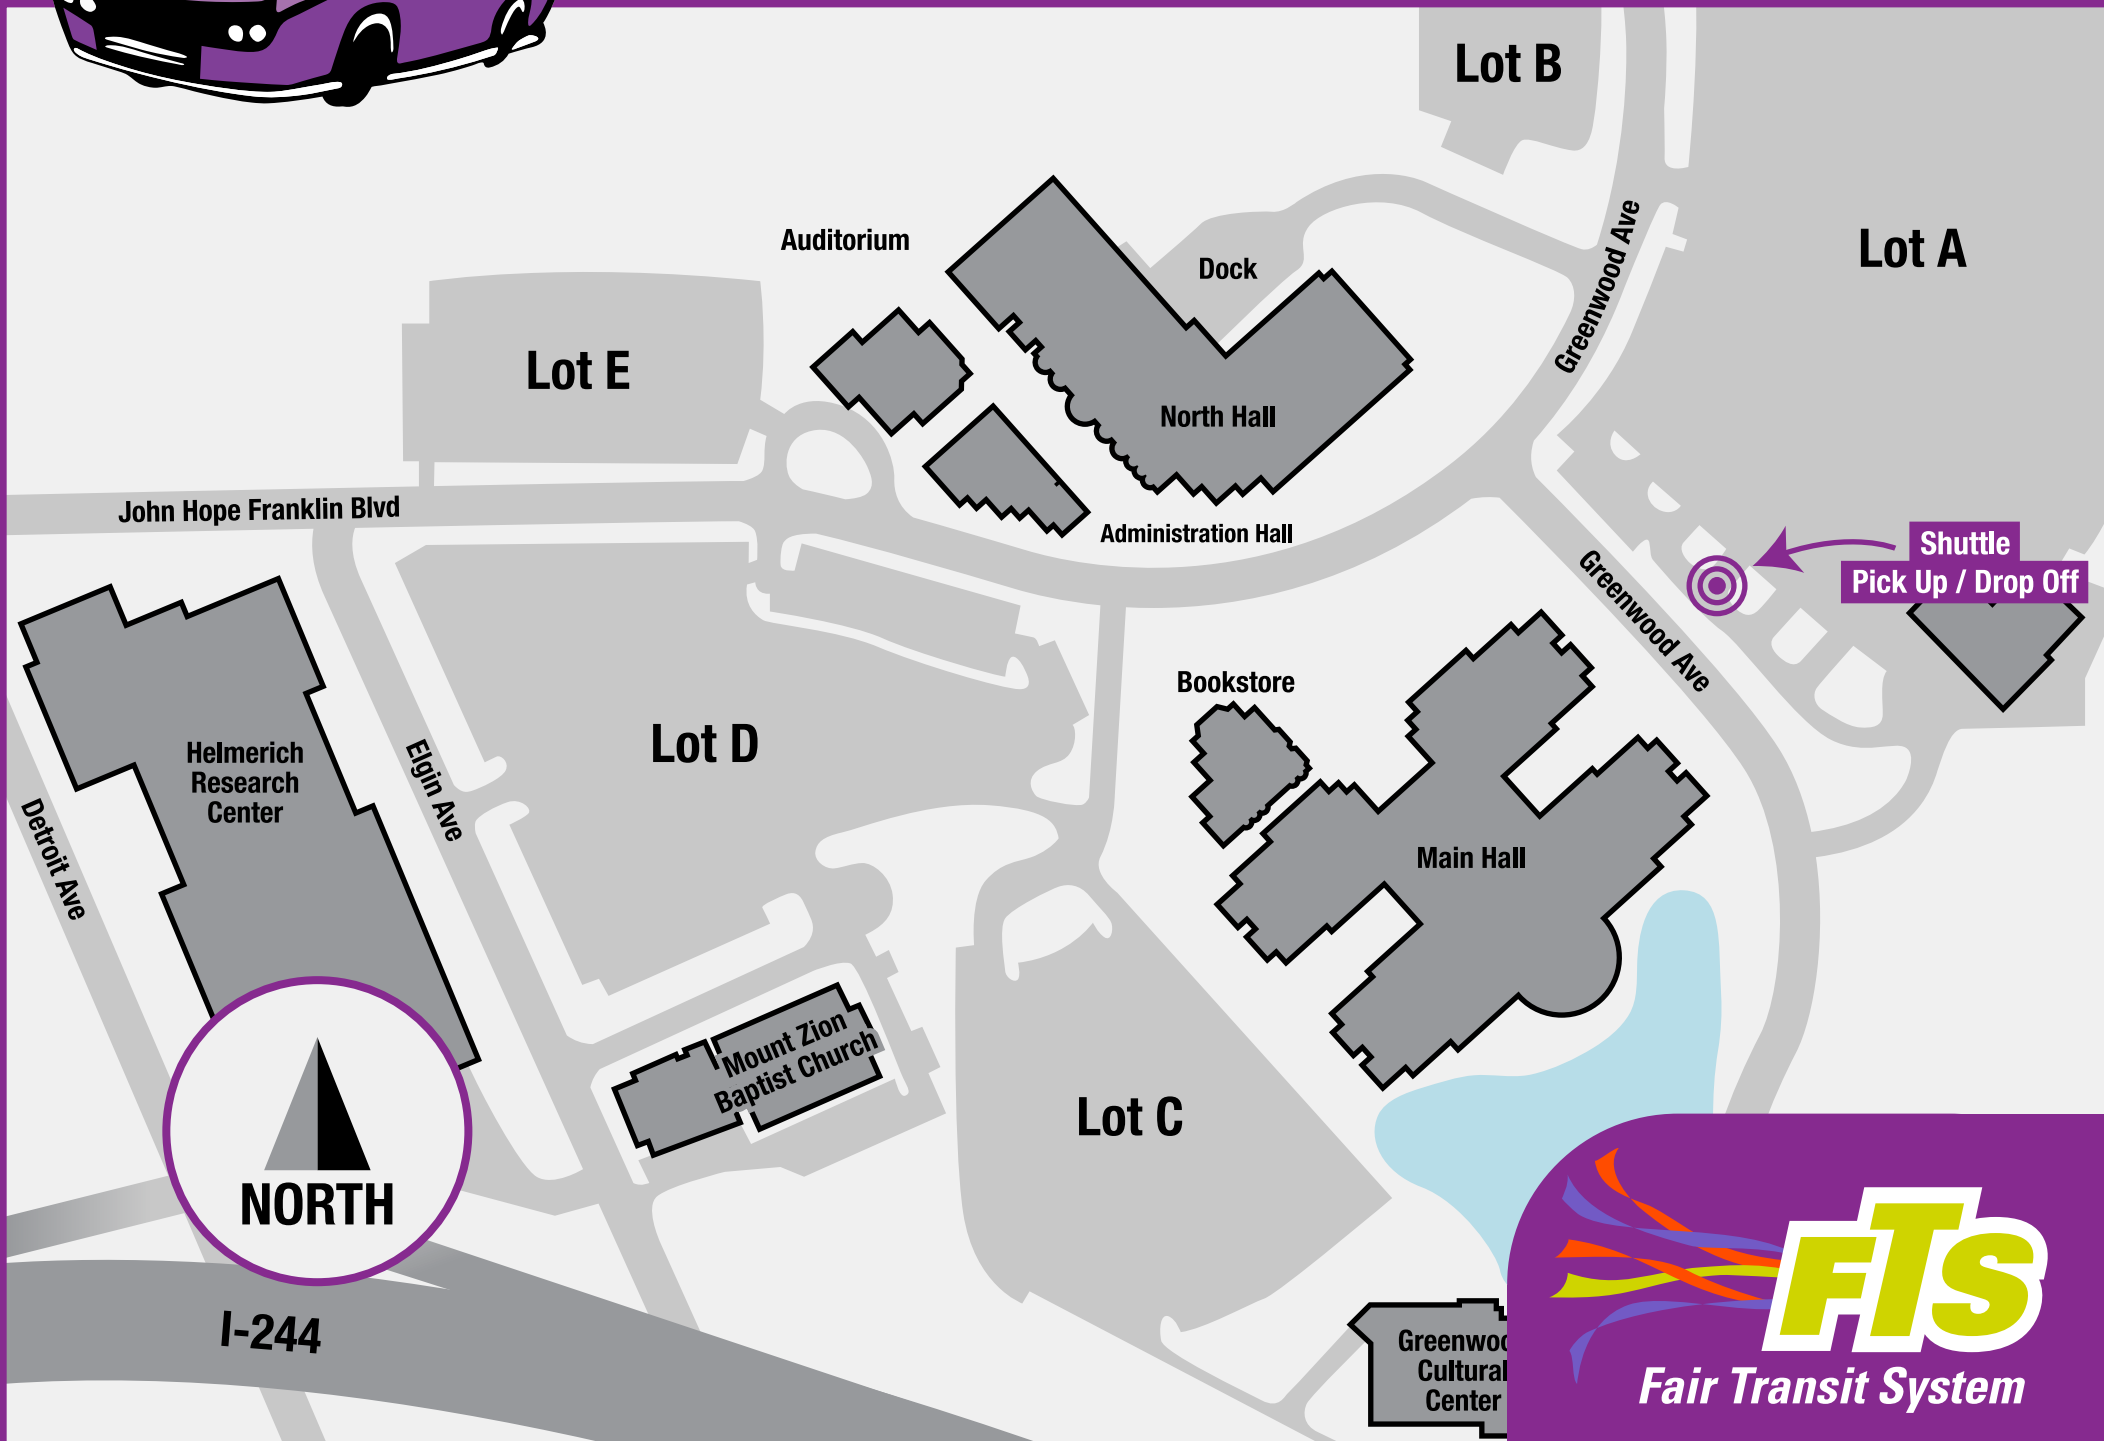 Lot B
Auditorium
Greenwood Ave
Lot A
Dock
Lot E
North Hall
John Hope Franklin Blvd
Administration Hall
Shuttle
Pick Up / Drop Off
Greenwood Ave
Bookstore
Lot D
Helmerich
Research
Center
Elgin Ave
Detroit Ave
Main Hall
Mount Zion
Baptist Church
Lot C
NORTH
I-244
Greenwoo
Cultural
Center
FTS
Fair Transit System